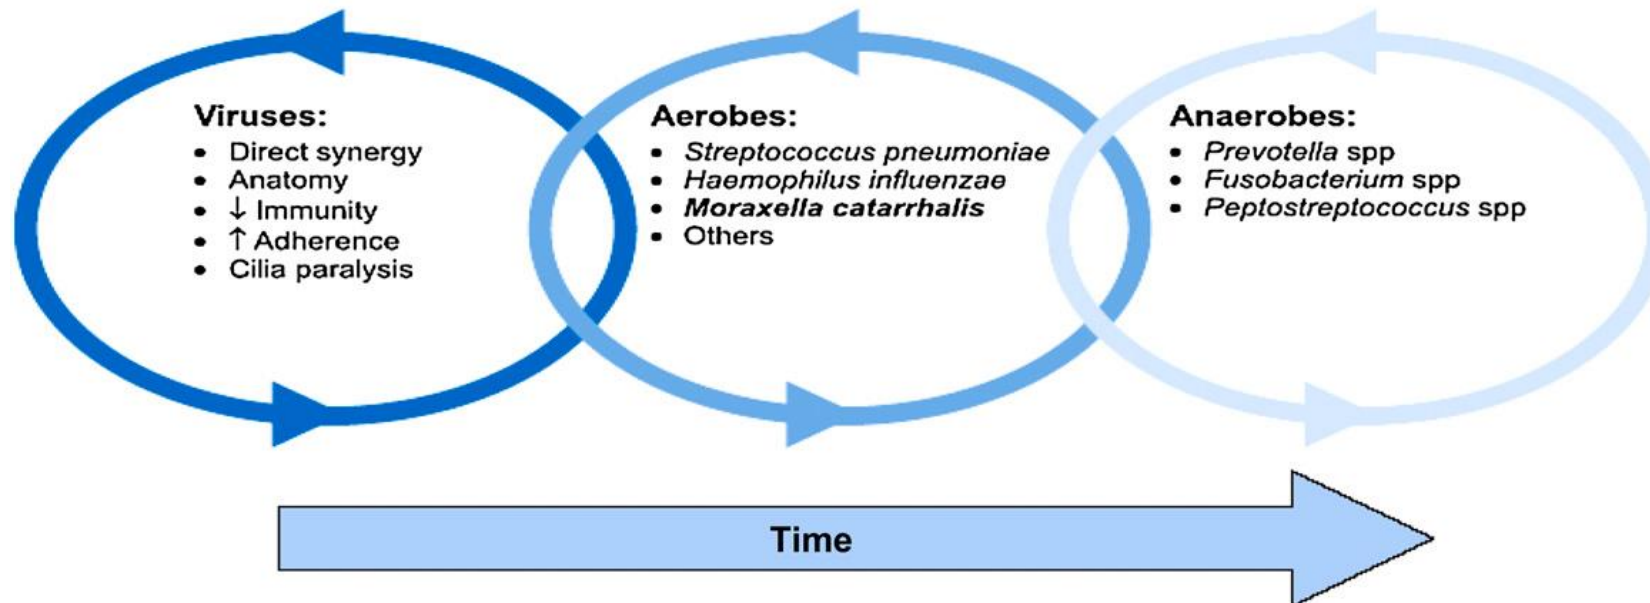 Viruses:
• Direct synergy
• Anatomy
• ↓ Immunity
• ↑ Adherence
• Cilia paralysis
Aerobes:
• Streptococcus pneumoniae
• Haemophilus influenzae
• Moraxella catarrhalis
• Others
Anaerobes:
• Prevotella spp
• Fusobacterium spp
• Peptostreptococcus spp
Time